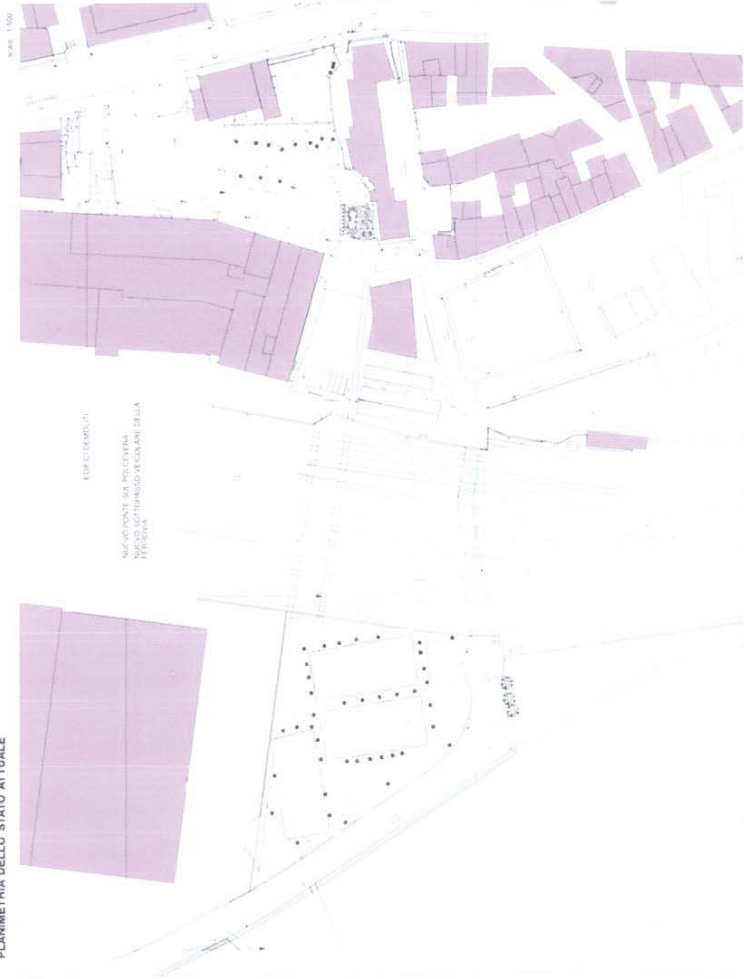 PLANIMETRIA DELLO STATO ATTUALE
EDIFICI DEMOLITI
NUOVO PONTE SUL POLCEVERA
NUOVO SOTTOPASSO VEICOLARE DELLA
FERROVIA